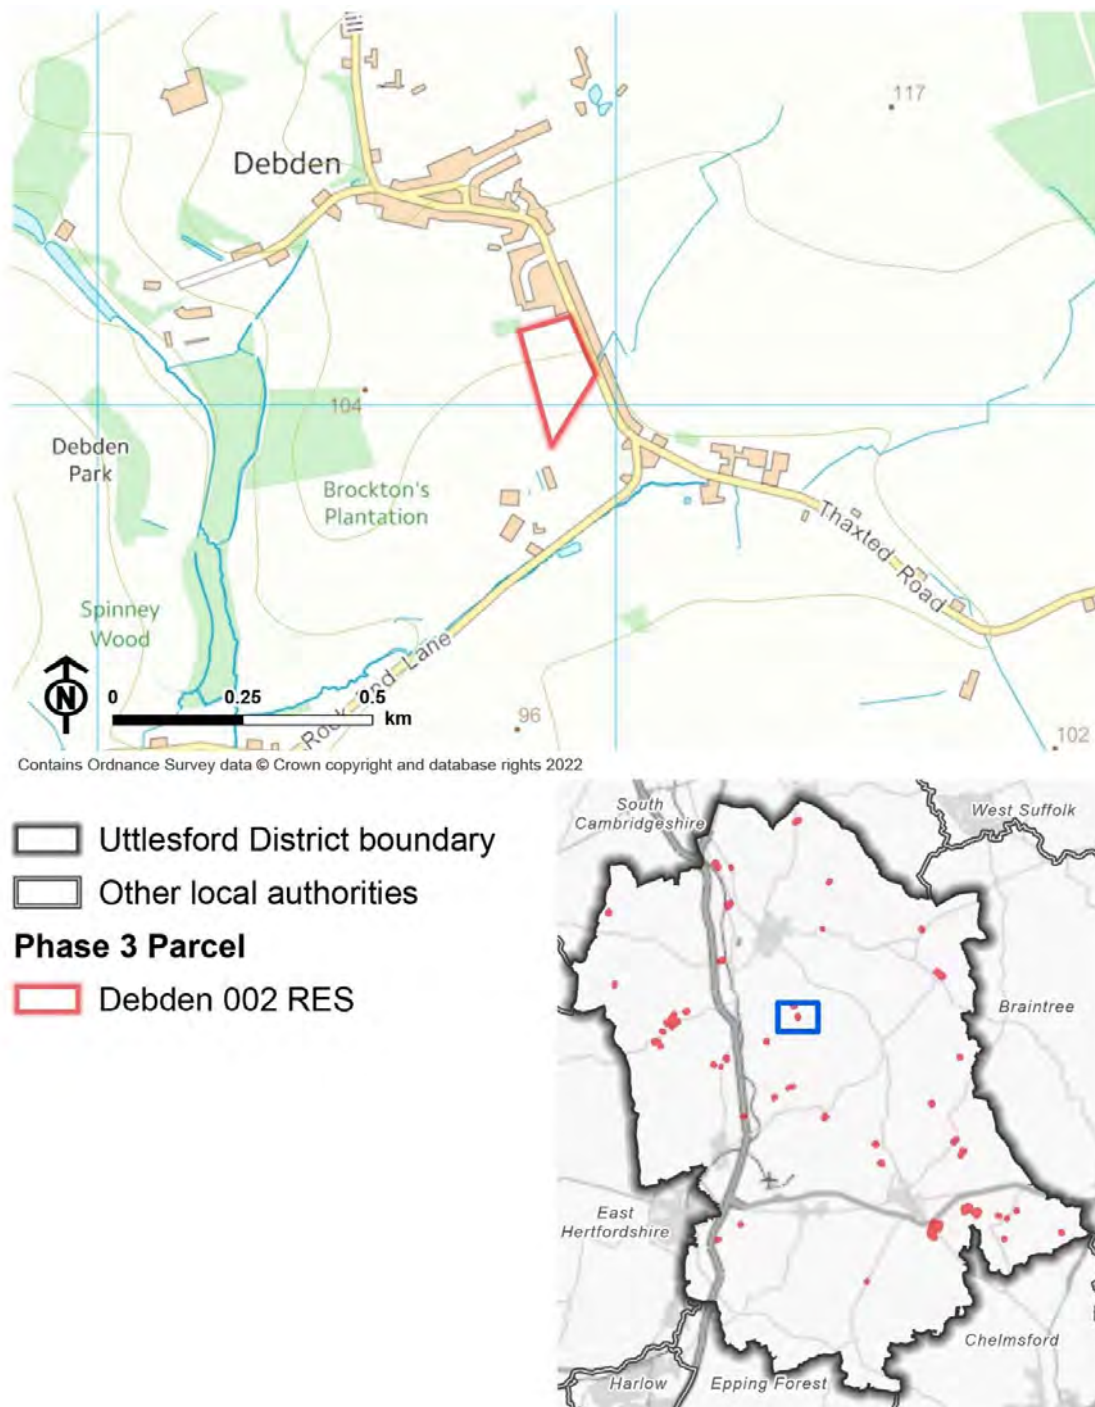 117
Debden
104
Debden
Park
Brockton's
Plantation
Thaxted Road
Spinney
Wood
N
0 0.25 0.5
km
Lane
96
102
Contains Ordnance Survey data © Crown copyright and database rights 2022
Uttlesford District boundary
Other local authorities
Phase 3 Parcel
Debden 002 RES
South
Cambridgeshire
West Suffolk
Braintree
East
Hertfordshire
Chelmsford
Harlow
Epping Forest